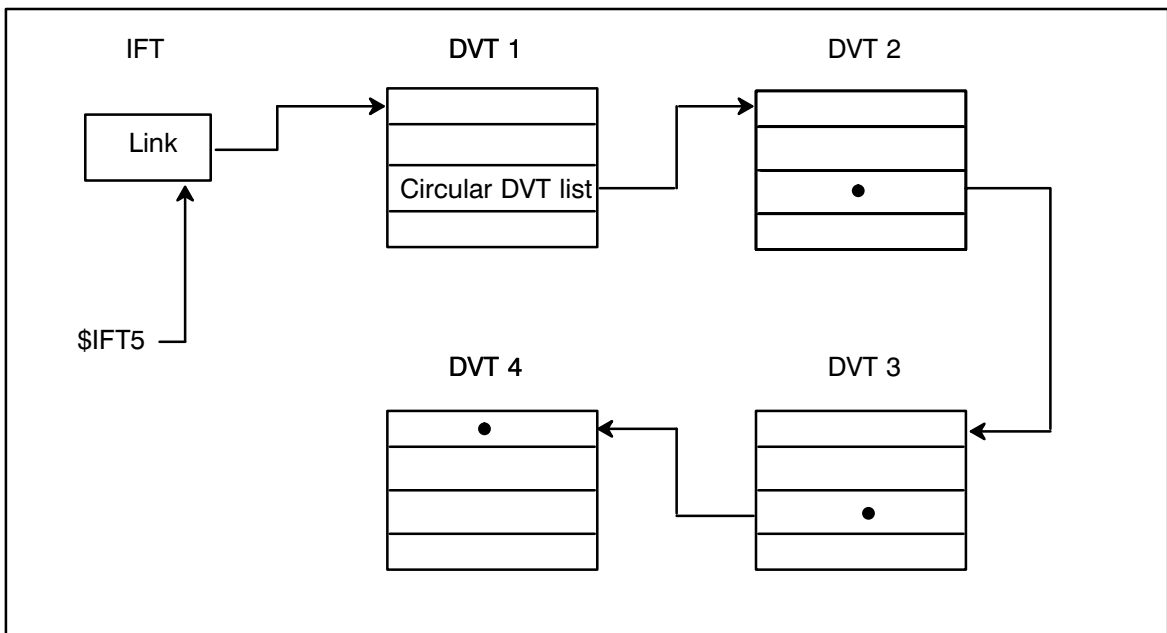 IFT
DVT 1
DVT 2
Link
Circular DVT list
$IFT5
DVT 4
DVT 3